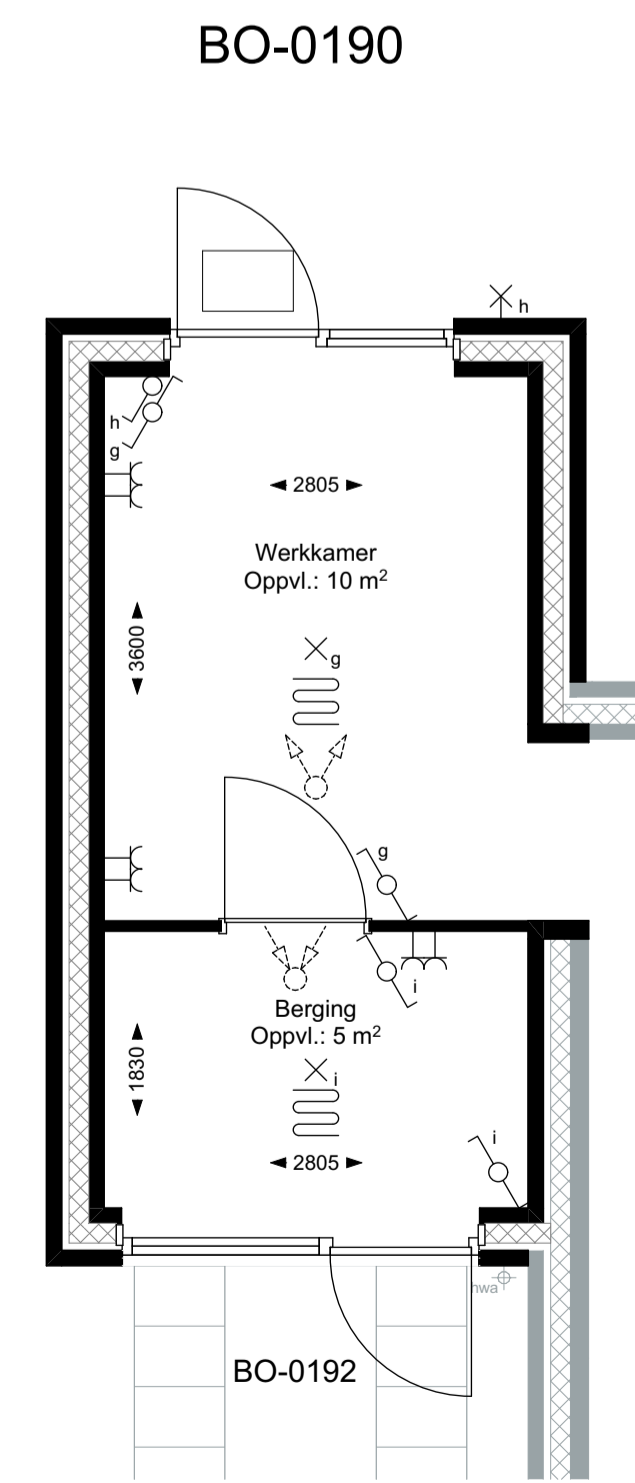 BO-0190
h
h
g
2805
Werkkamer
Oppvl.: 10 m²
3600
g
g
i
Berging
Oppvl.: 5 m²
1830
i
2805
i
hwa
BO-0192